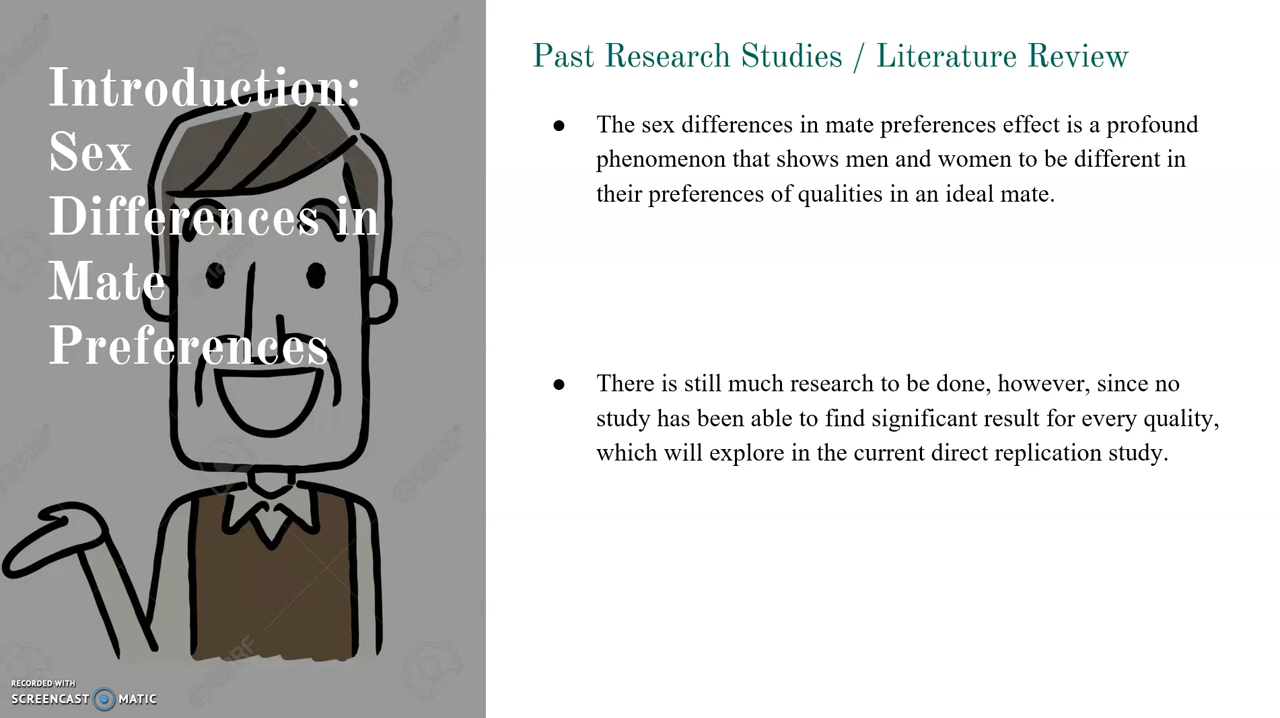 Introduction:
Sex
Differences in
Mate
Preferences
Past Research Studies / Literature Review
● The sex differences in mate preferences effect is a profound
phenomenon that shows men and women to be different in
their preferences of qualities in an ideal mate.
● There is still much research to be done, however, since no
study has been able to find significant result for every quality,
which will explore in the current direct replication study.
RECORDED WITH
SCREENCAST MATIC